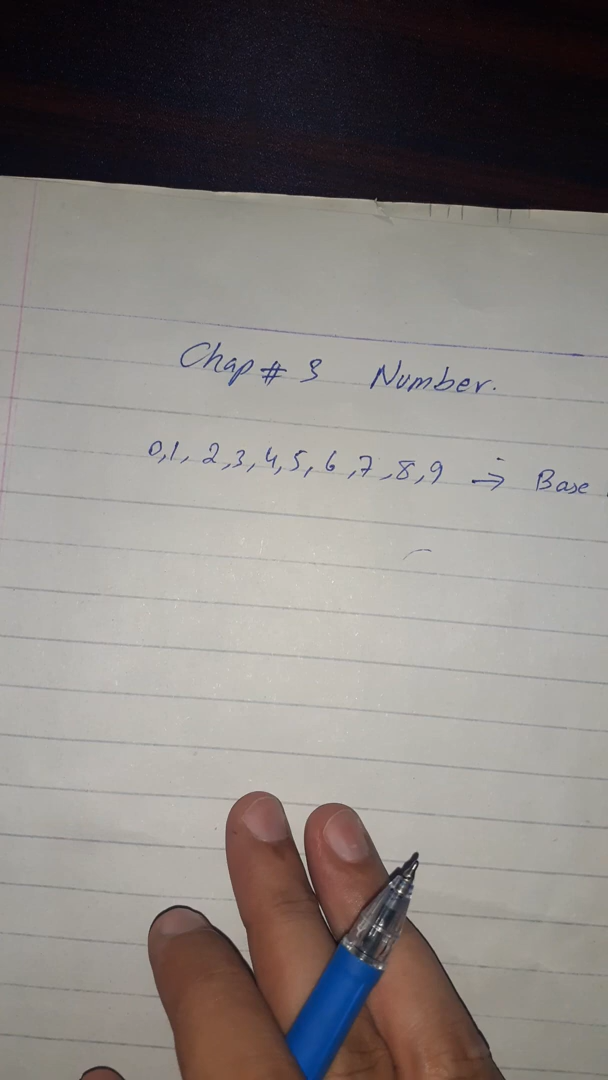 Chap # 3 Number.
0,1, 2,3,4,5,6,7,8,9 → Base